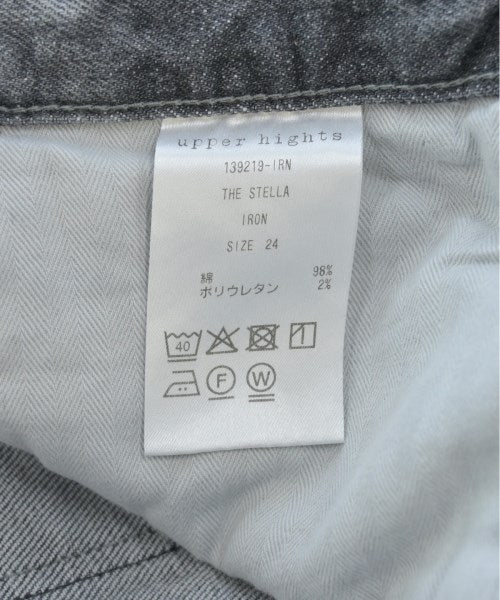 upper hights
139219-IRN
THE STELLA
IRON
SIZE 24
綿 98%
ポリウレタン 2%
40
F W